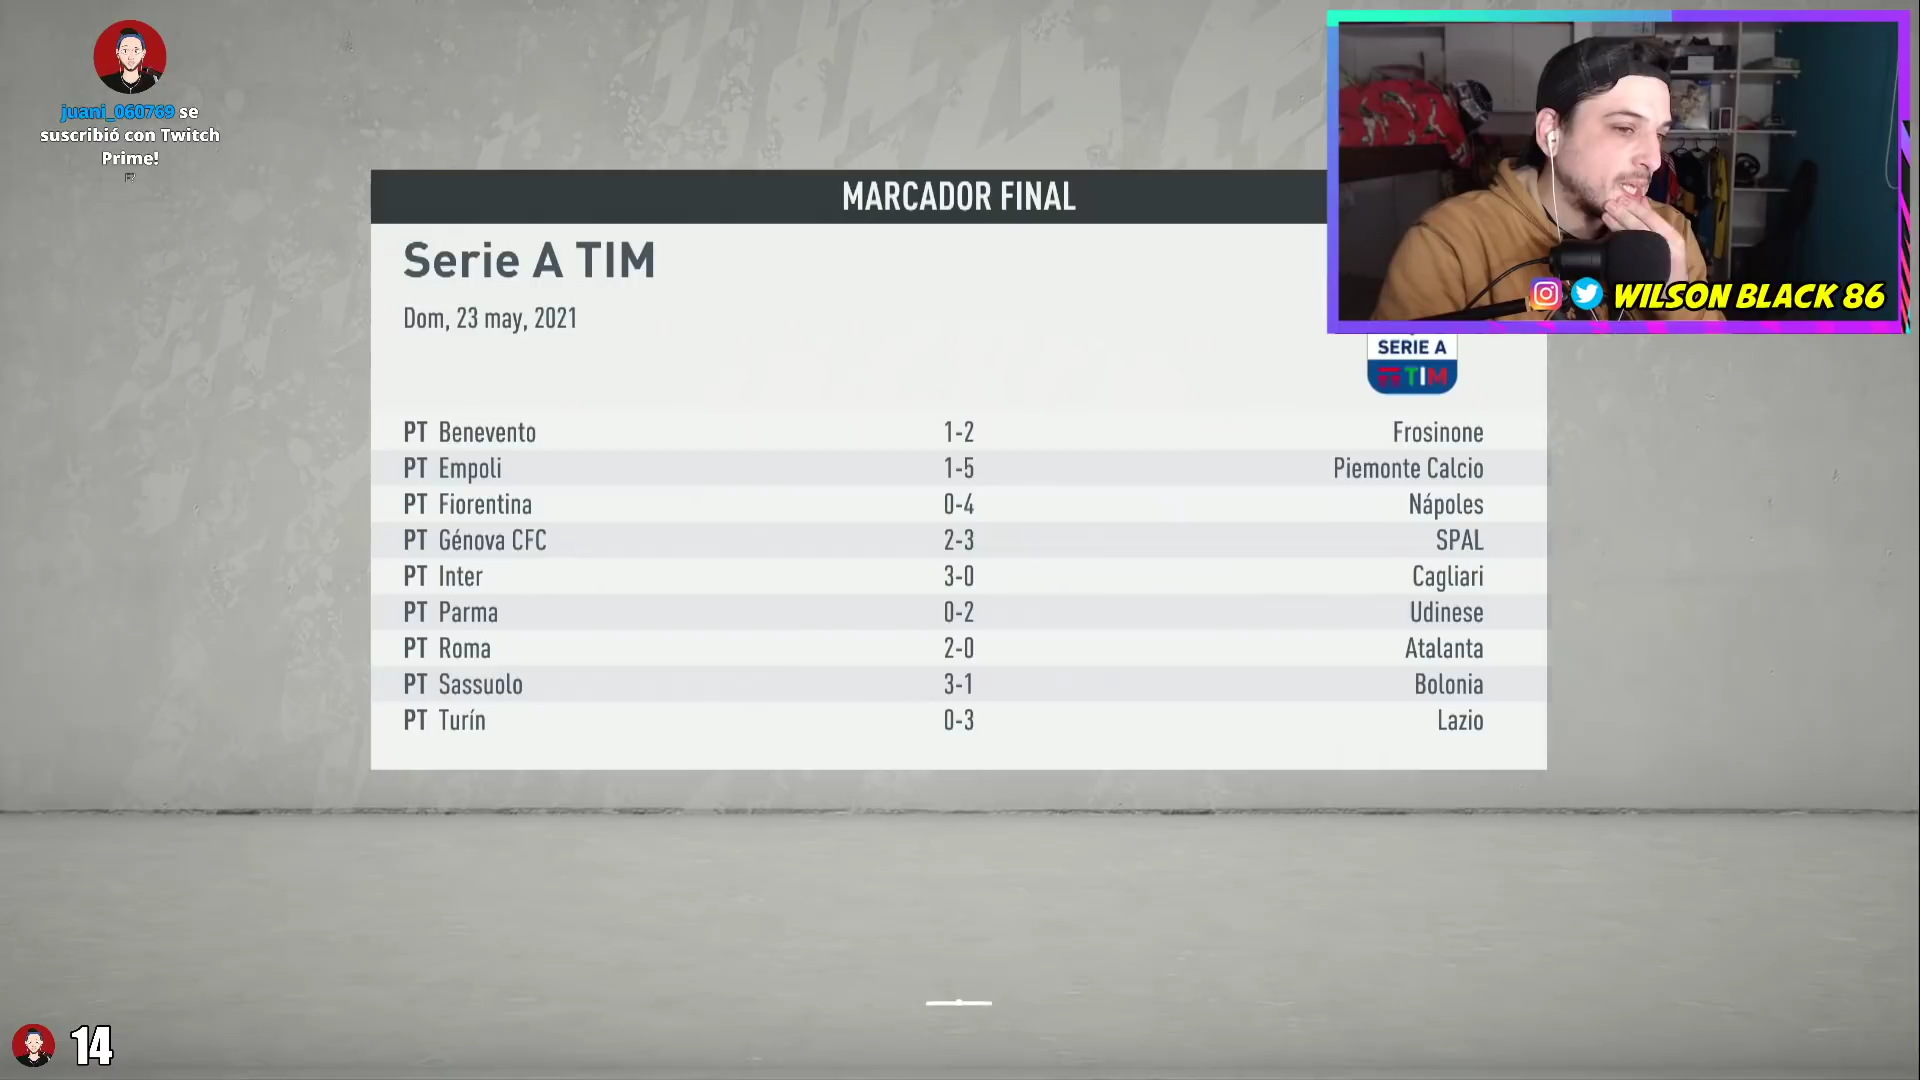 juani_060769 se
suscribió con Twitch
Prime!
WILSON BLACK 86
MARCADOR FINAL
Serie A TIM
Dom, 23 may, 2021
SERIE A
TIM
PT Benevento 1-2 Frosinone
PT Empoli 1-5 Piemonte Calcio
PT Fiorentina 0-4 Nápoles
PT Génova CFC 2-3 SPAL
PT Inter 3-0 Cagliari
PT Parma 0-2 Udinese
PT Roma 2-0 Atalanta
PT Sassuolo 3-1 Bolonia
PT Turín 0-3 Lazio
14